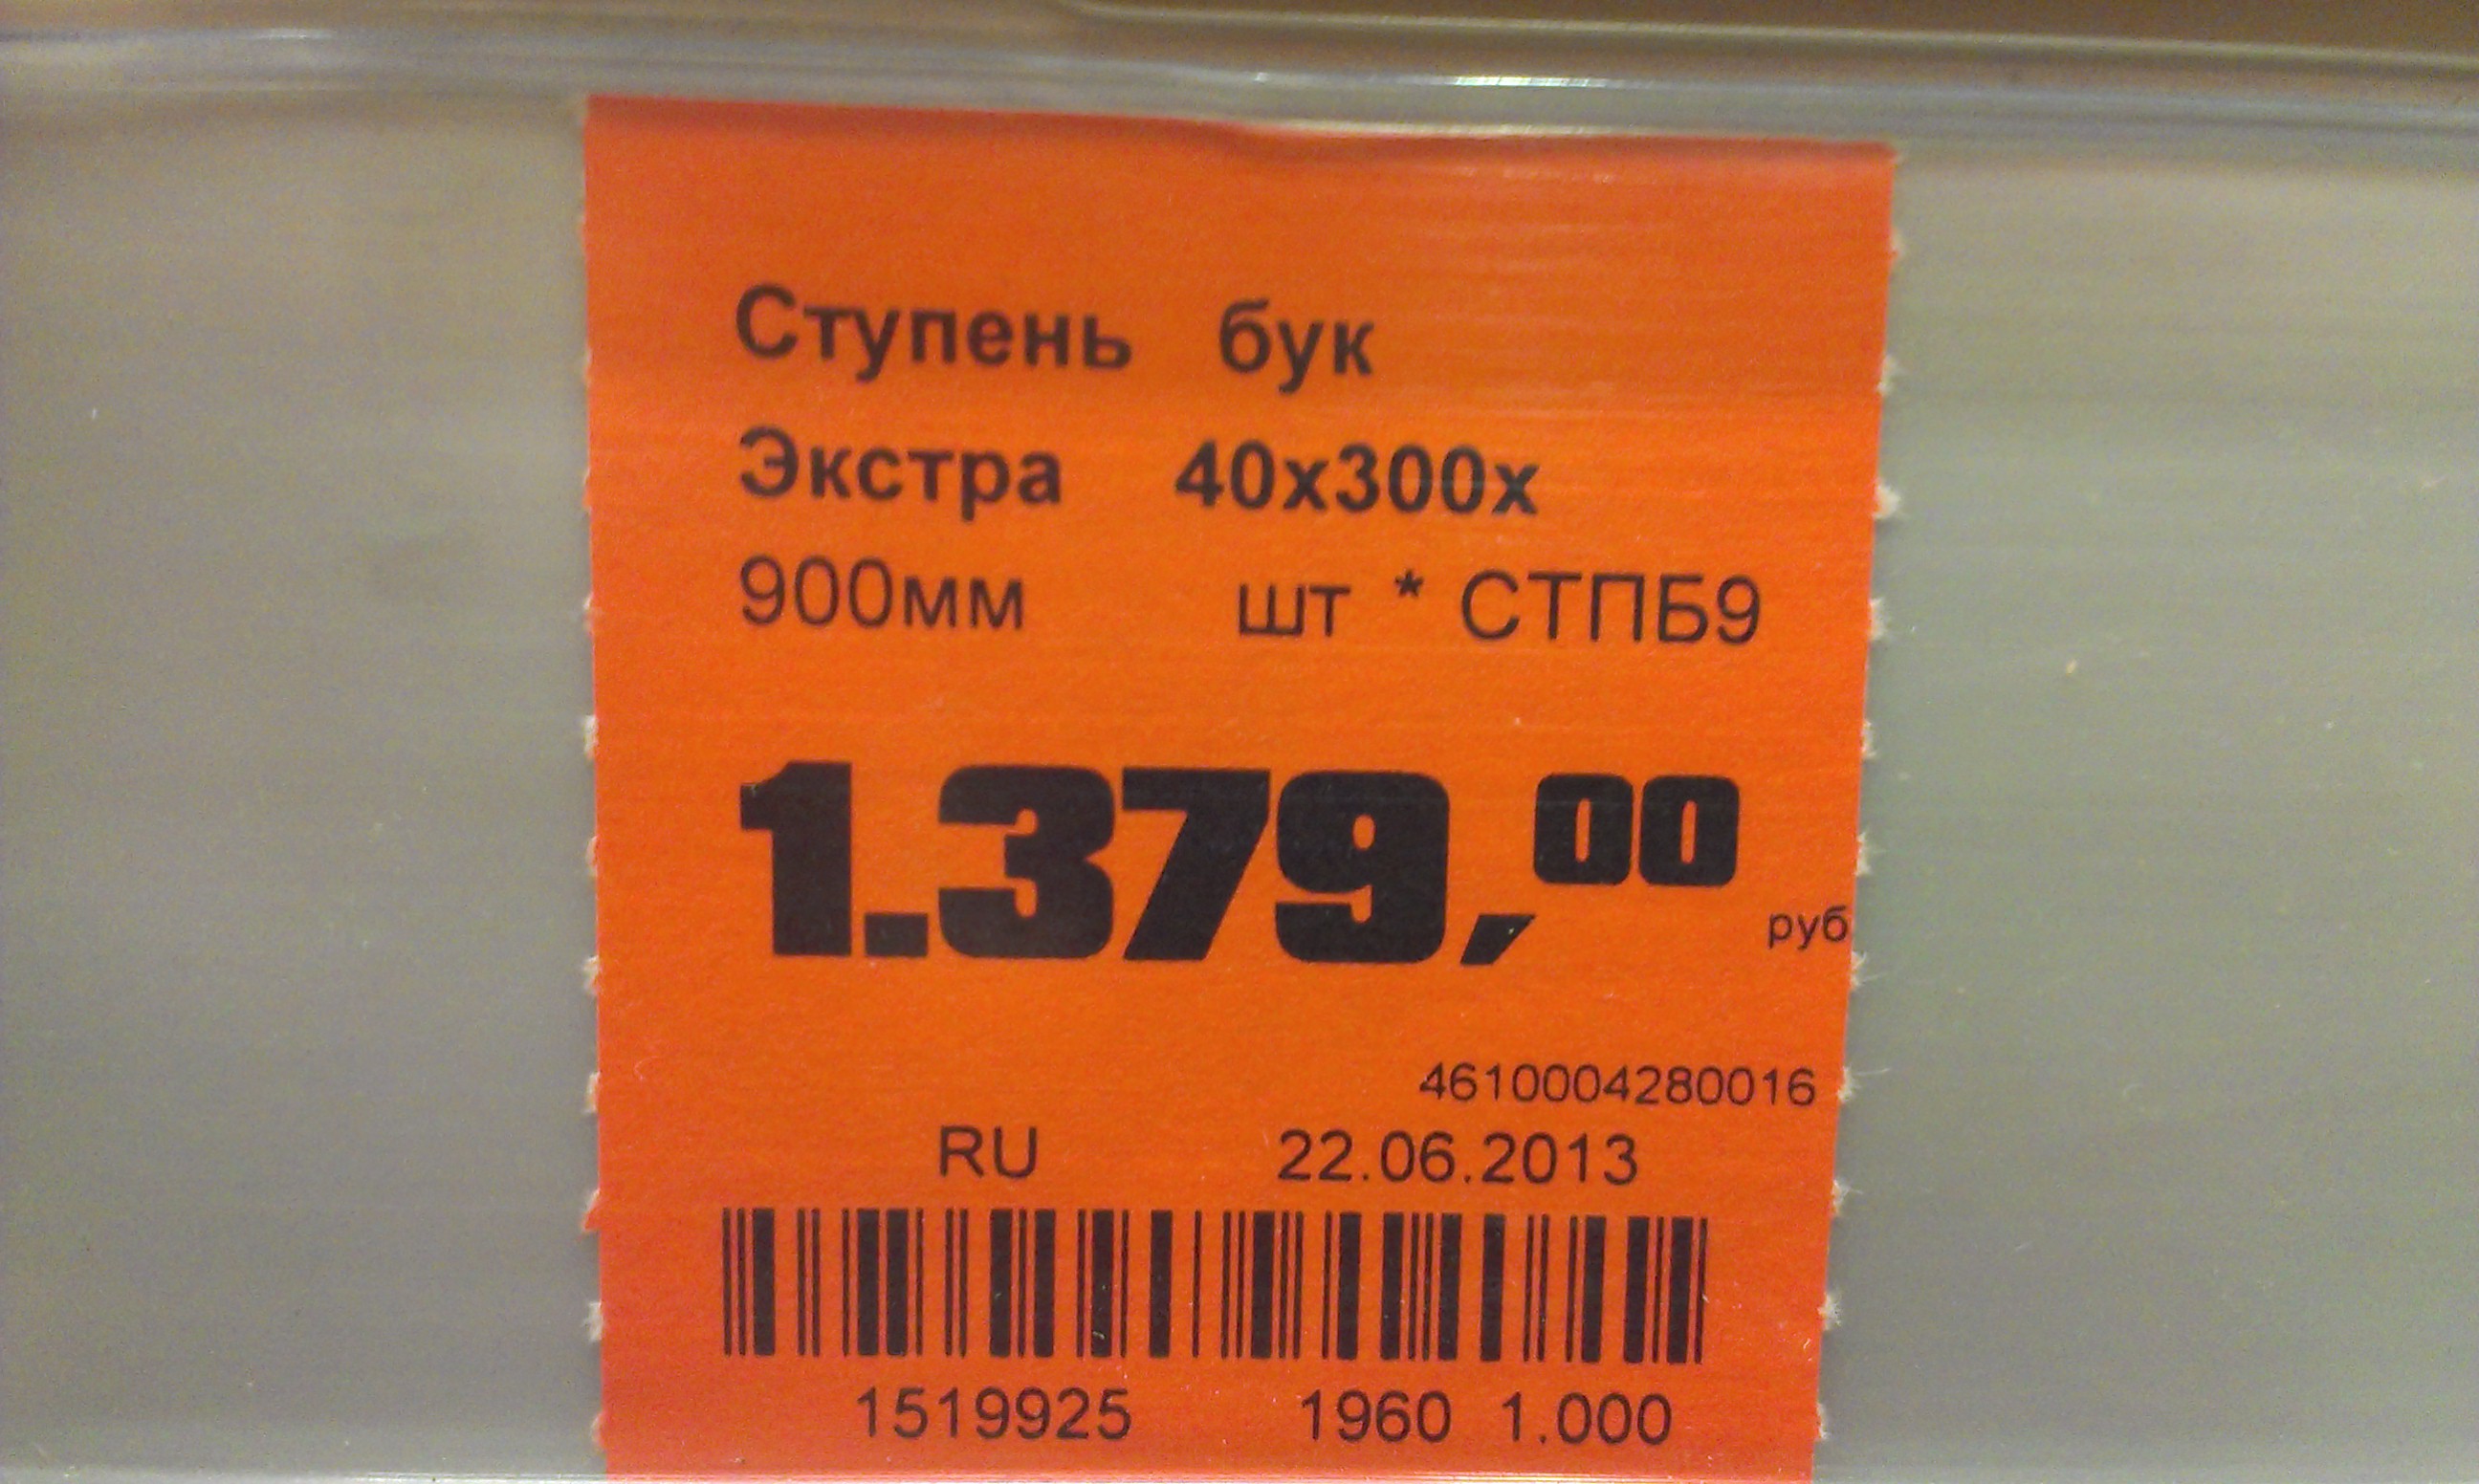 Ступень бук
Экстра 40х300х
900мм шт * СТПБ9
1.379,00 руб
4610004280016
RU 22.06.2013
1519925 1960 1.000